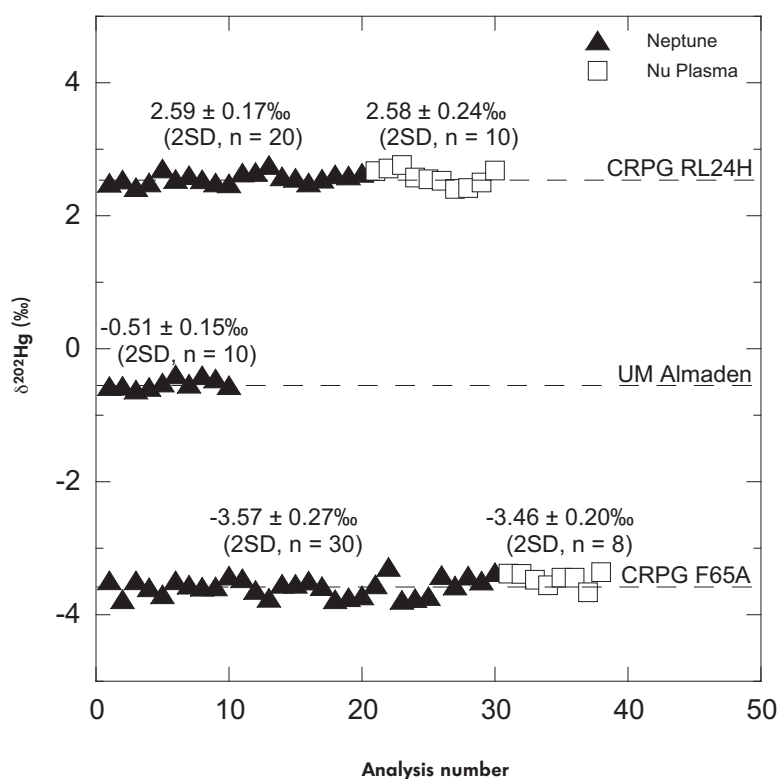 Neptune
Nu Plasma
4
2.59 ± 0.17‰ 2.58 ± 0.24‰
(2SD, n = 20) (2SD, n = 10)
CRPG RL24H
2
-0.51 ± 0.15‰
0
(2SD, n = 10)
UM Almaden
δ²⁰²Hg (‰)
-2
-3.57 ± 0.27‰ -3.46 ± 0.20‰
(2SD, n = 30) (2SD, n = 8)
CRPG F65A
-4
0 10 20 30 40 50
Analysis number